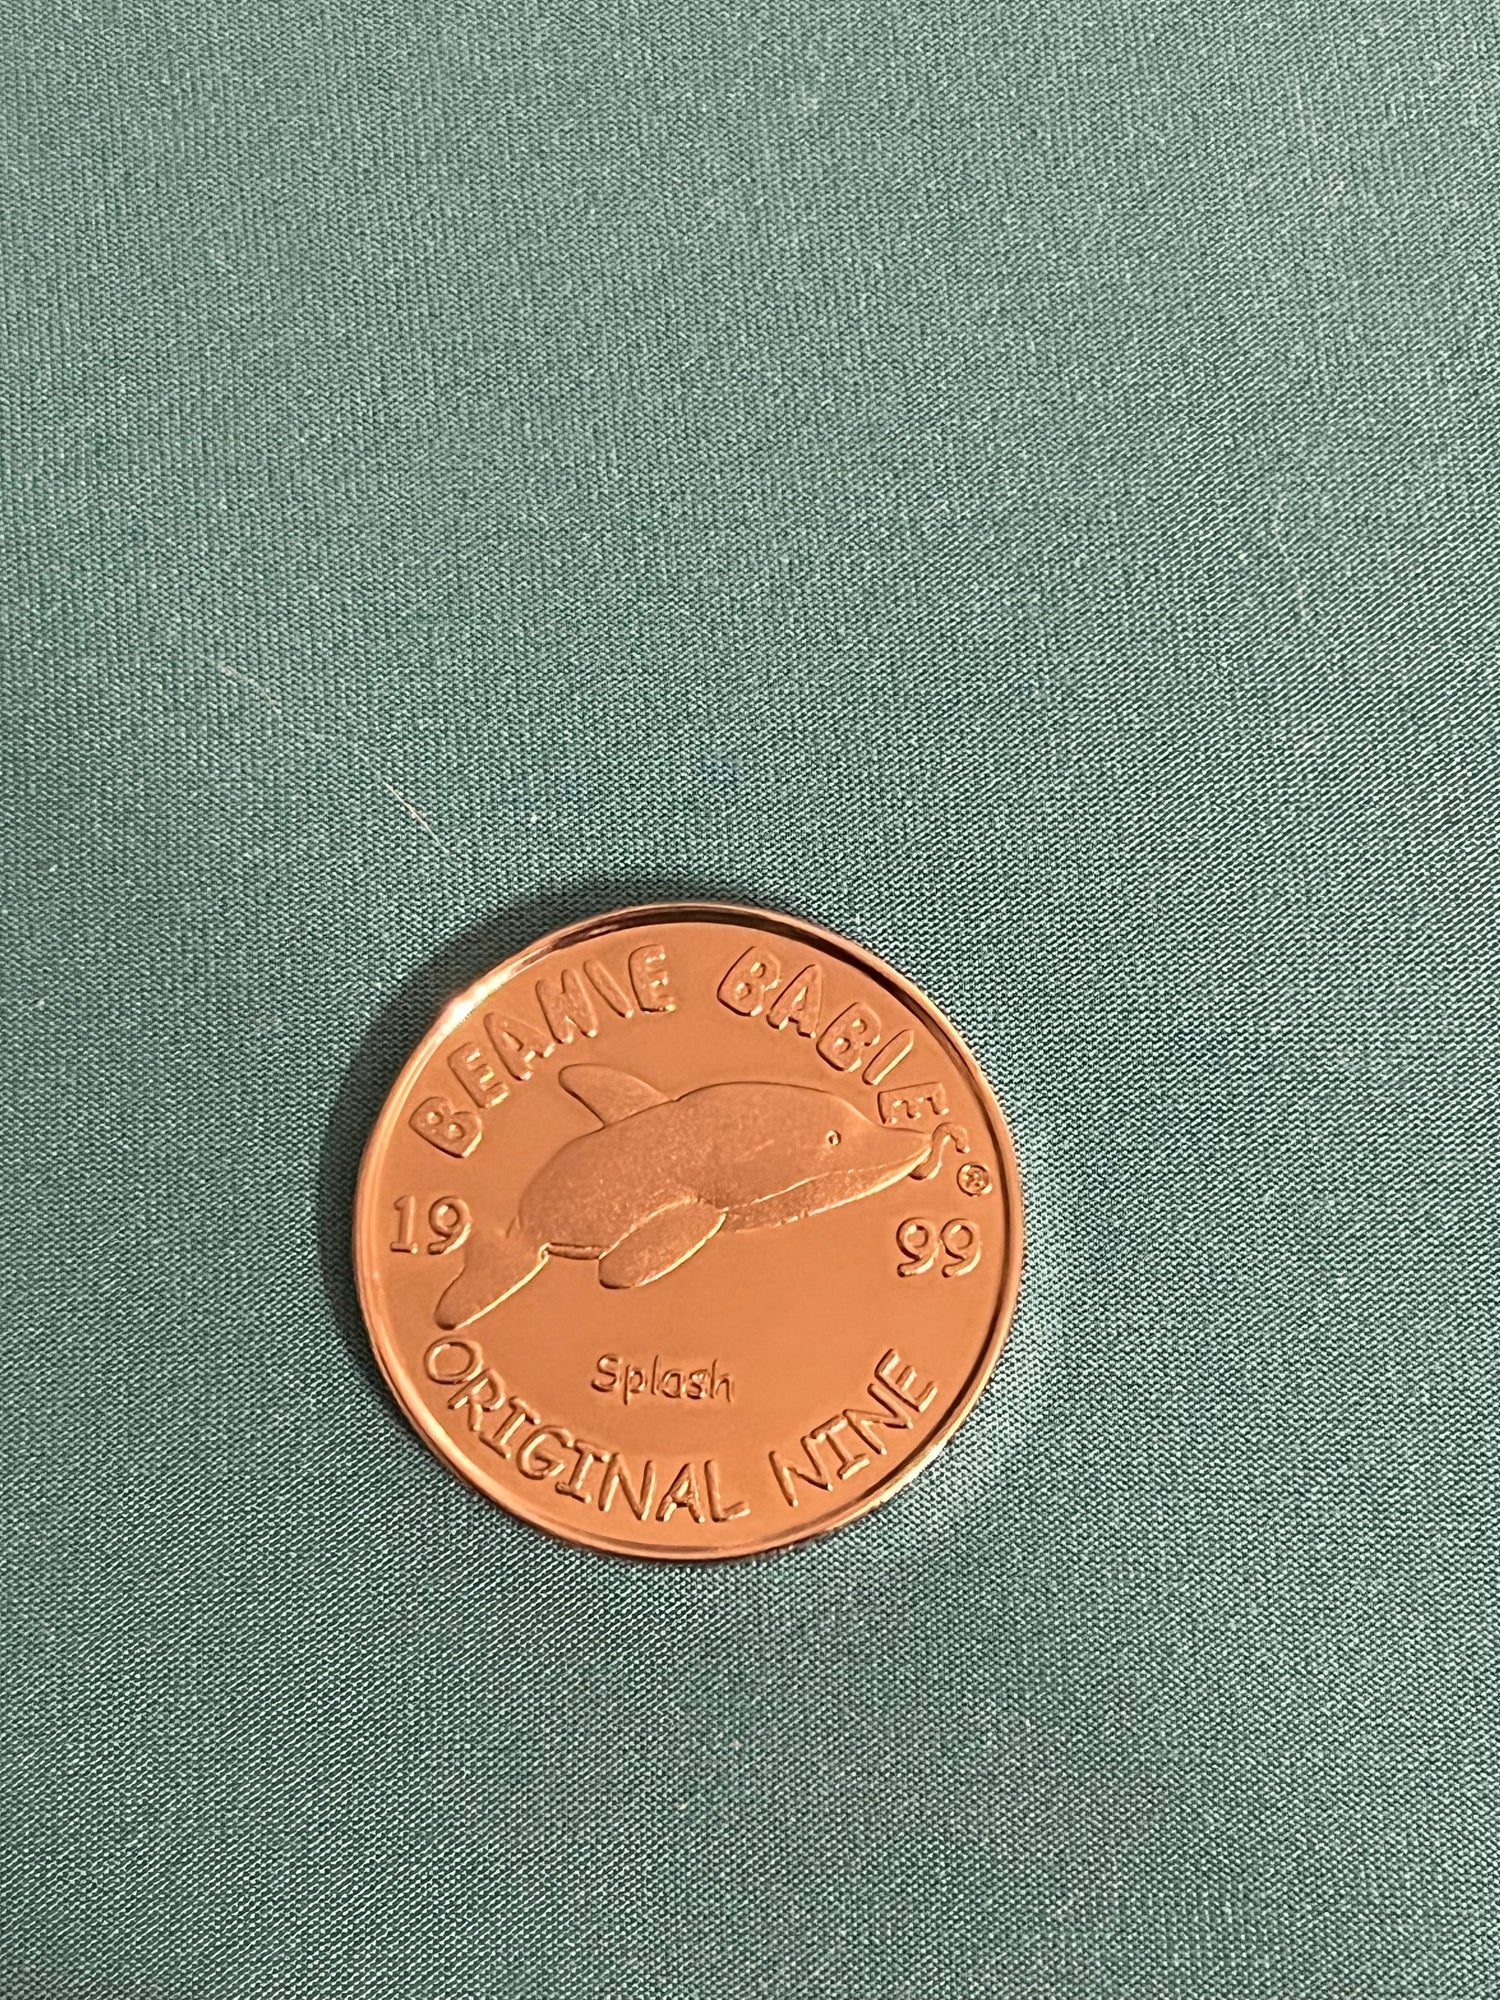 BEANIE BABIES®
19 99
Splash
ORIGINAL NINE